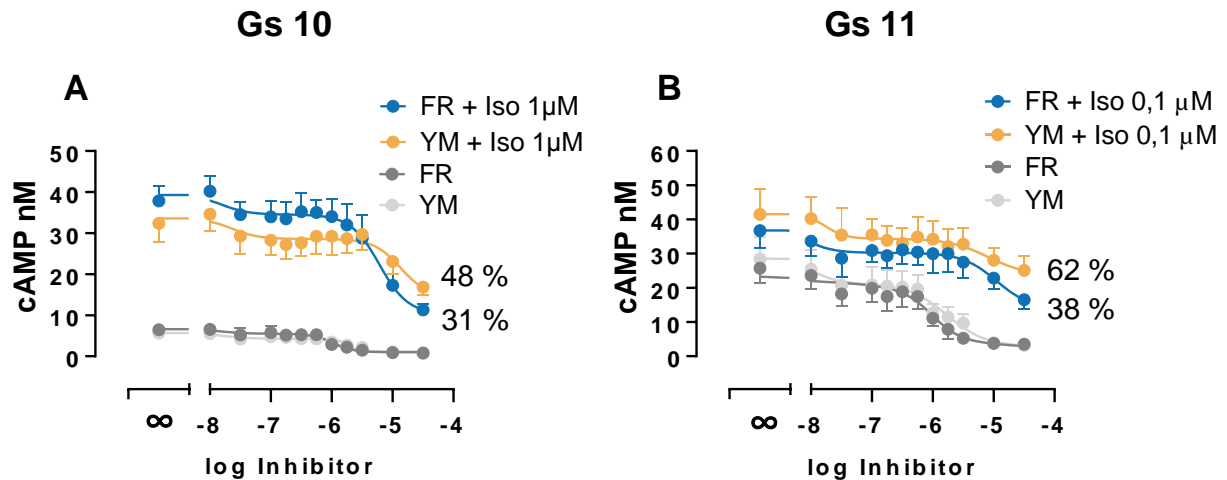 Gs 10
Gs 11
A
FR + Iso 1µM
YM + Iso 1µM
FR
YM
cAMP nM
50
40
30
20
10
0
48 %
31 %
∞
-8
-7
-6
-5
-4
log Inhibitor
B
FR + Iso 0,1 µM
YM + Iso 0,1 µM
FR
YM
cAMP nM
60
50
40
30
20
10
0
62 %
38 %
∞
-8
-7
-6
-5
-4
log Inhibitor